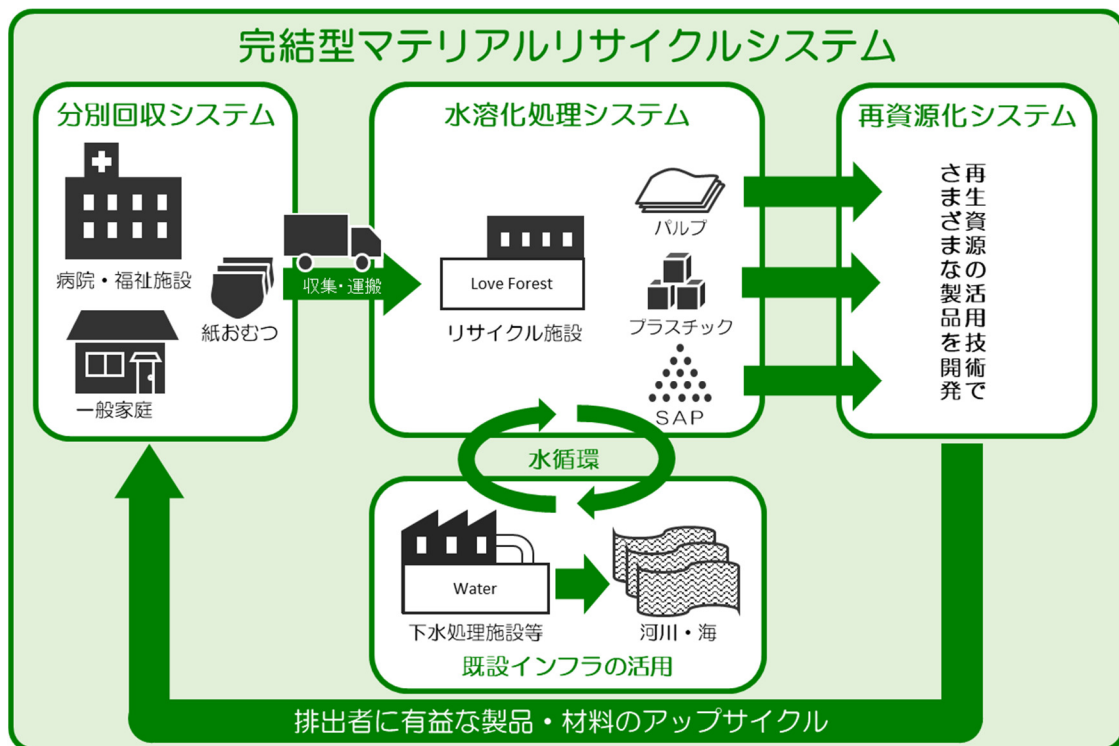 完結型マテリアルリサイクルシステム
分別回収システム
病院・福祉施設
紙おむつ
一般家庭
収集・運搬
水溶化処理システム
Love Forest
リサイクル施設
パルプ
プラスチック
SAP
再資源化システム
再生資源の活用技術で
さまざまな製品を開発
水循環
Water
下水処理施設等
河川・海
既設インフラの活用
排出者に有益な製品・材料のアップサイクル